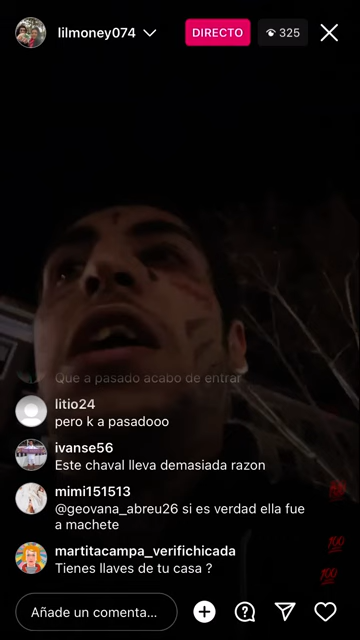 lilmoney074
DIRECTO
325
Que a pasado acabo de entrar
litio24
pero k a pasadooo
ivanse56
Este chaval lleva demasiada razon
mimi151513
@geovana_abreu26 si es verdad ella fue
a machete
martitacampa_verifichicada
Tienes llaves de tu casa ?
Añade un comenta...